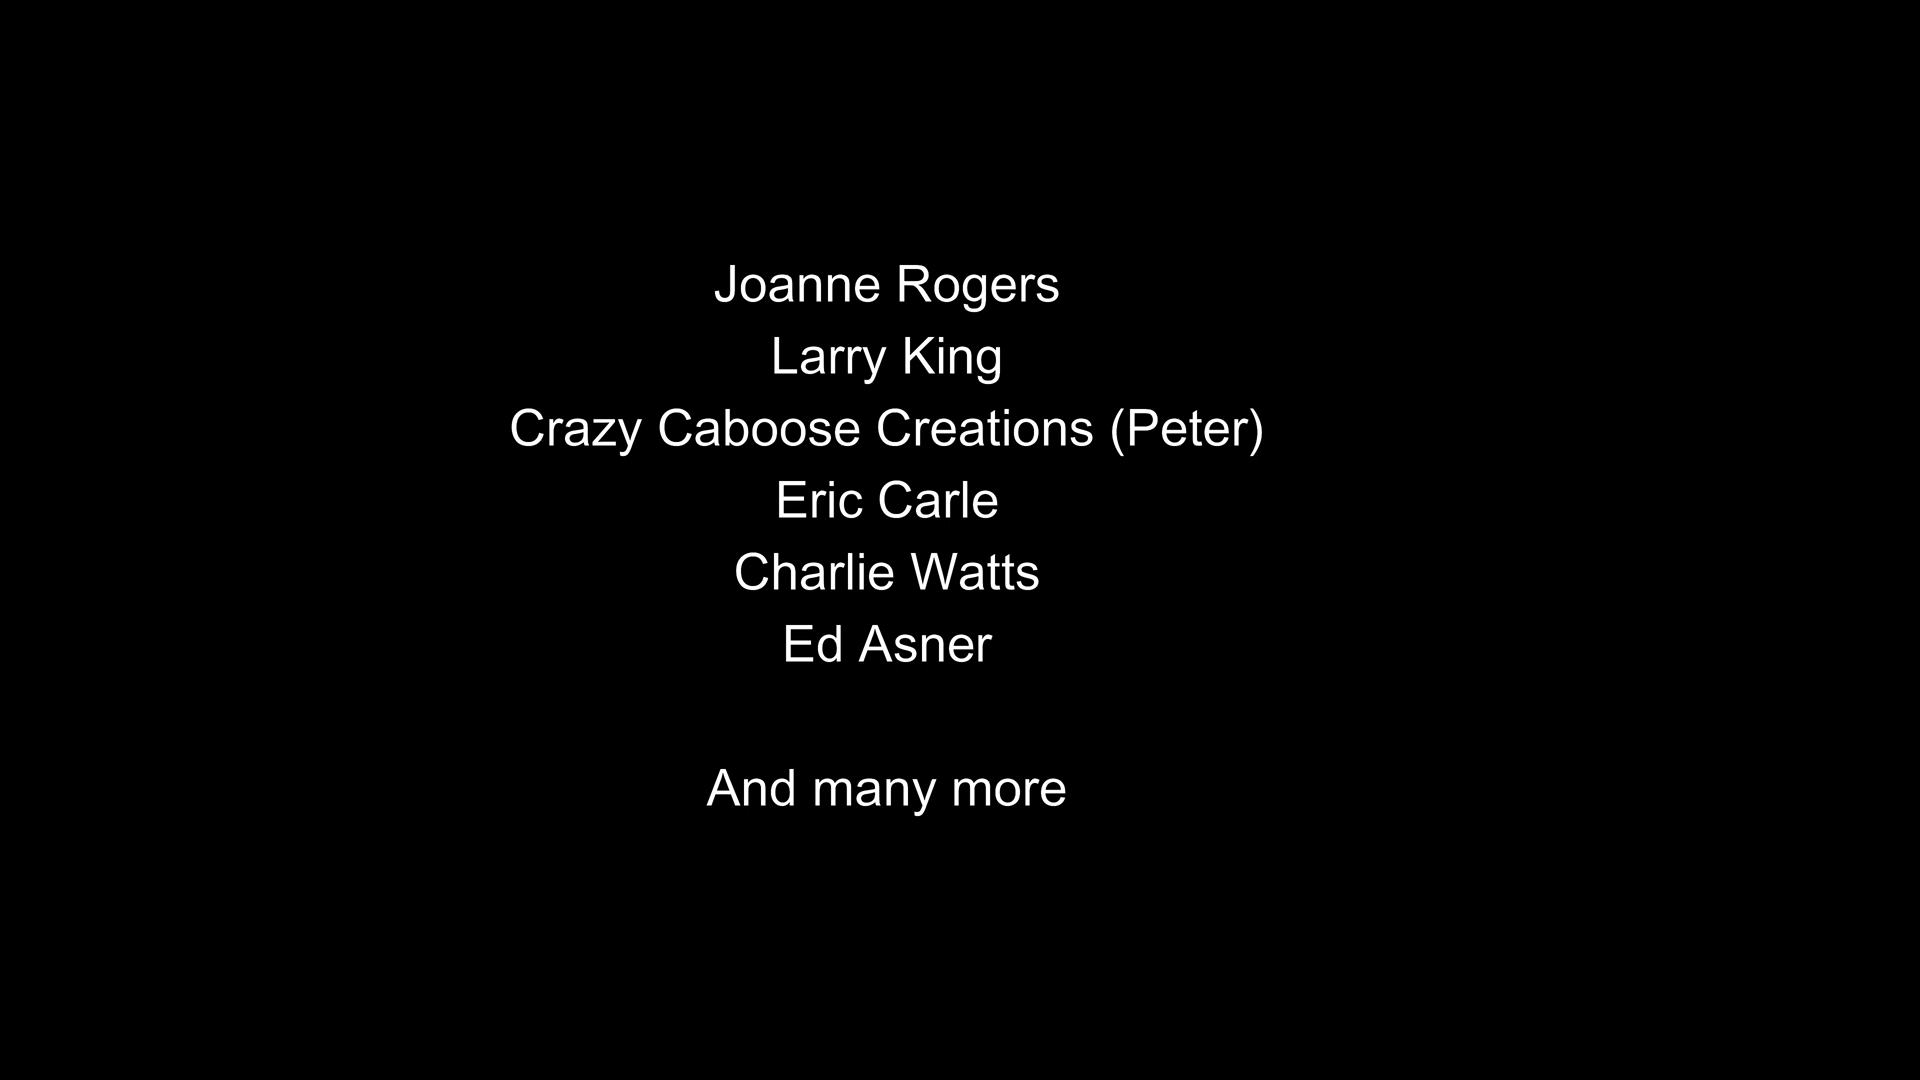 Joanne Rogers
Larry King
Crazy Caboose Creations (Peter)
Eric Carle
Charlie Watts
Ed Asner
And many more